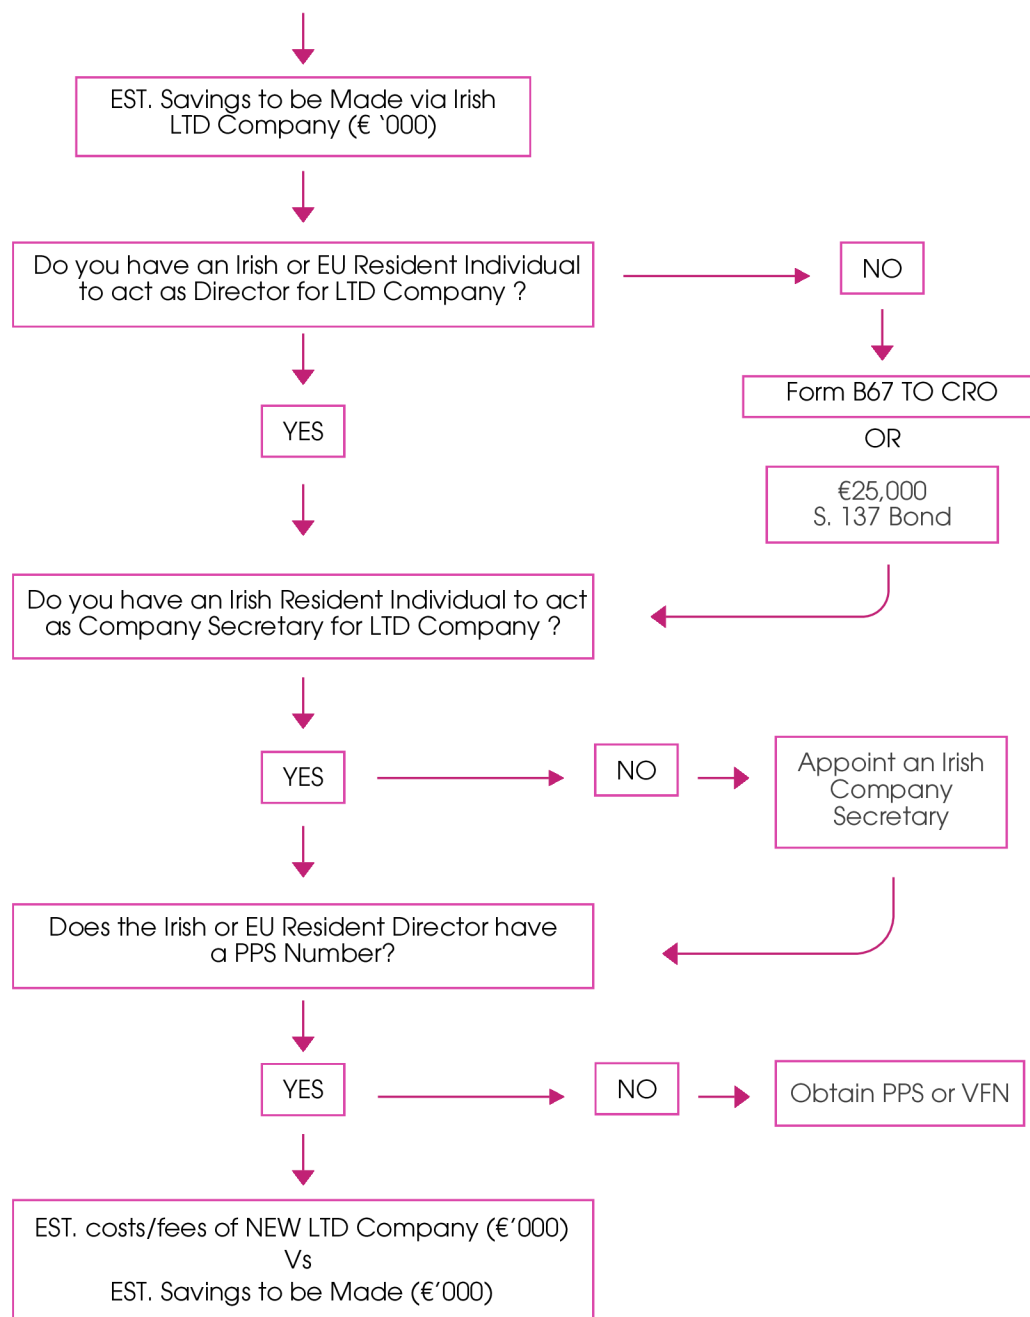 EST. Savings to be Made via Irish
LTD Company (€ ‘000)
Do you have an Irish or EU Resident Individual
to act as Director for LTD Company ?
NO
Form B67 TO CRO
YES
OR
€25,000
S. 137 Bond
Do you have an Irish Resident Individual to act
as Company Secretary for LTD Company ?
YES
NO
Appoint an Irish
Company
Secretary
Does the Irish or EU Resident Director have
a PPS Number?
YES
NO
Obtain PPS or VFN
EST. costs/fees of NEW LTD Company (€’000)
Vs
EST. Savings to be Made (€’000)